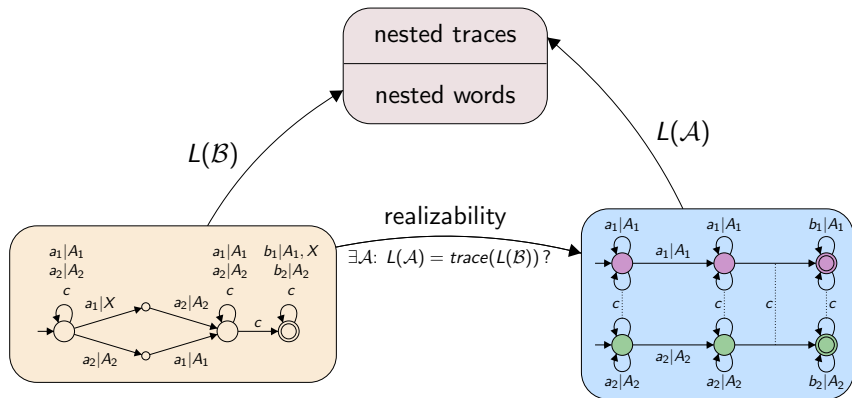 nested traces
nested words
L(𝓑)
L(𝒜)
realizability
∃𝒜: L(𝒜) = trace(L(𝓑)) ?
a₁|A₁
a₂|A₂
c
a₁|X
a₂|A₂
a₂|A₂
a₁|A₁
a₁|A₁
a₂|A₂
c
c
b₁|A₁, X
b₂|A₂
c
a₁|A₁
a₁|A₁
b₁|A₁
a₁|A₁
c
c
c
c
a₂|A₂
a₂|A₂
a₂|A₂
b₂|A₂